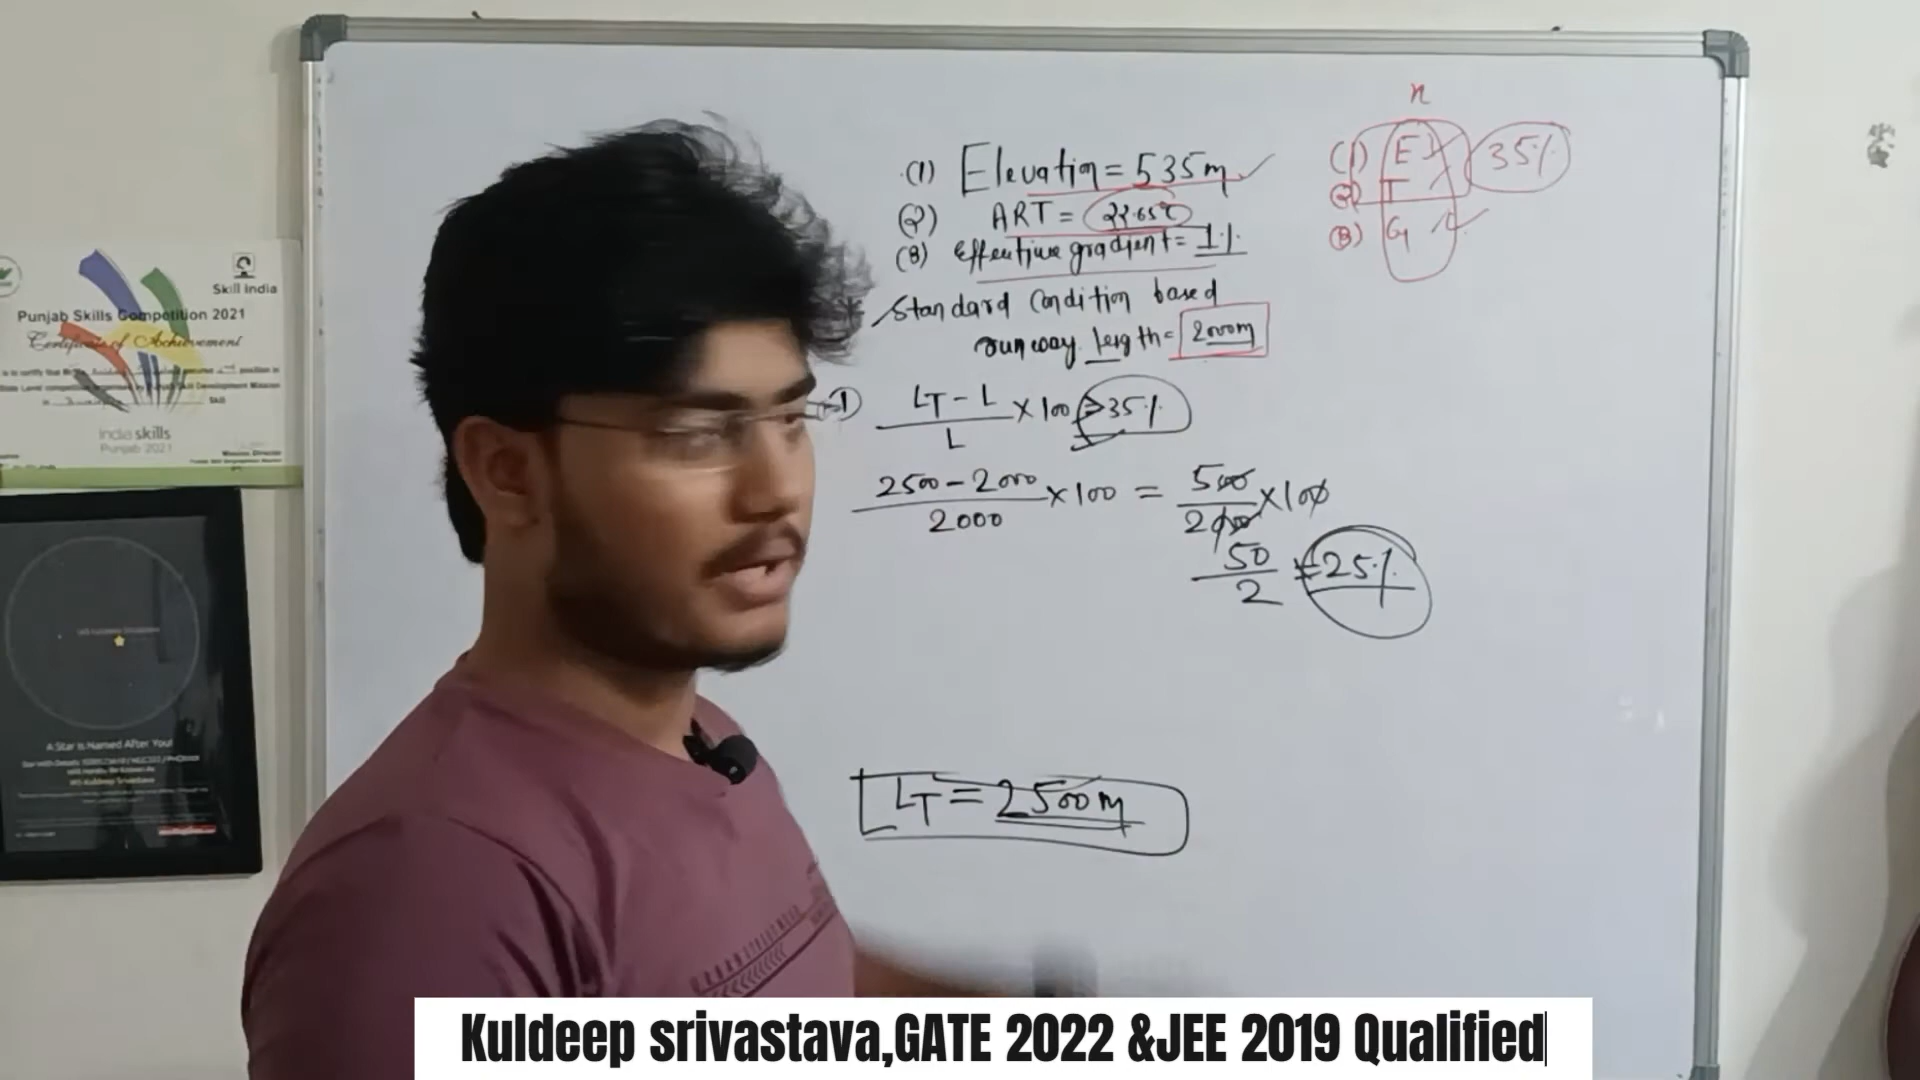 (1) Elevation = 535m
(2) ART = 22.65°C
(3) Effective gradient = 1%
Standard Condition based
runway length = 2000m
① LT - L / L × 100 > 35%
2500 - 2000 / 2000 × 100 = 500 / 2000 × 100
50 / 2 = 25%
LT = 2500m
n
(1) E 35%
(2) T
(3) G
Skill India
Punjab Skills Competition 2021
Certificate of Achievement
India skills
Punjab 2021
A Star is Named After You!
Kuldeep srivastava,GATE 2022 &JEE 2019 Qualified